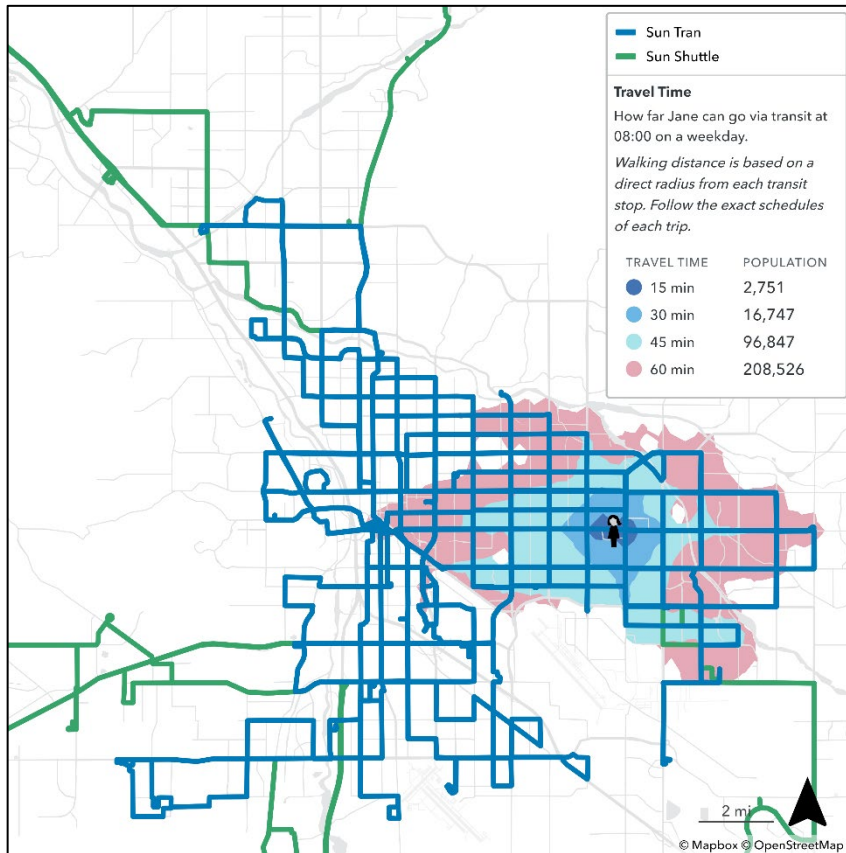 Sun Tran
Sun Shuttle
Travel Time
How far Jane can go via transit at
08:00 on a weekday.
Walking distance is based on a
direct radius from each transit
stop. Follow the exact schedules
of each trip.
TRAVEL TIME POPULATION
15 min 2,751
30 min 16,747
45 min 96,847
60 min 208,526
2 mi
© Mapbox © OpenStreetMap